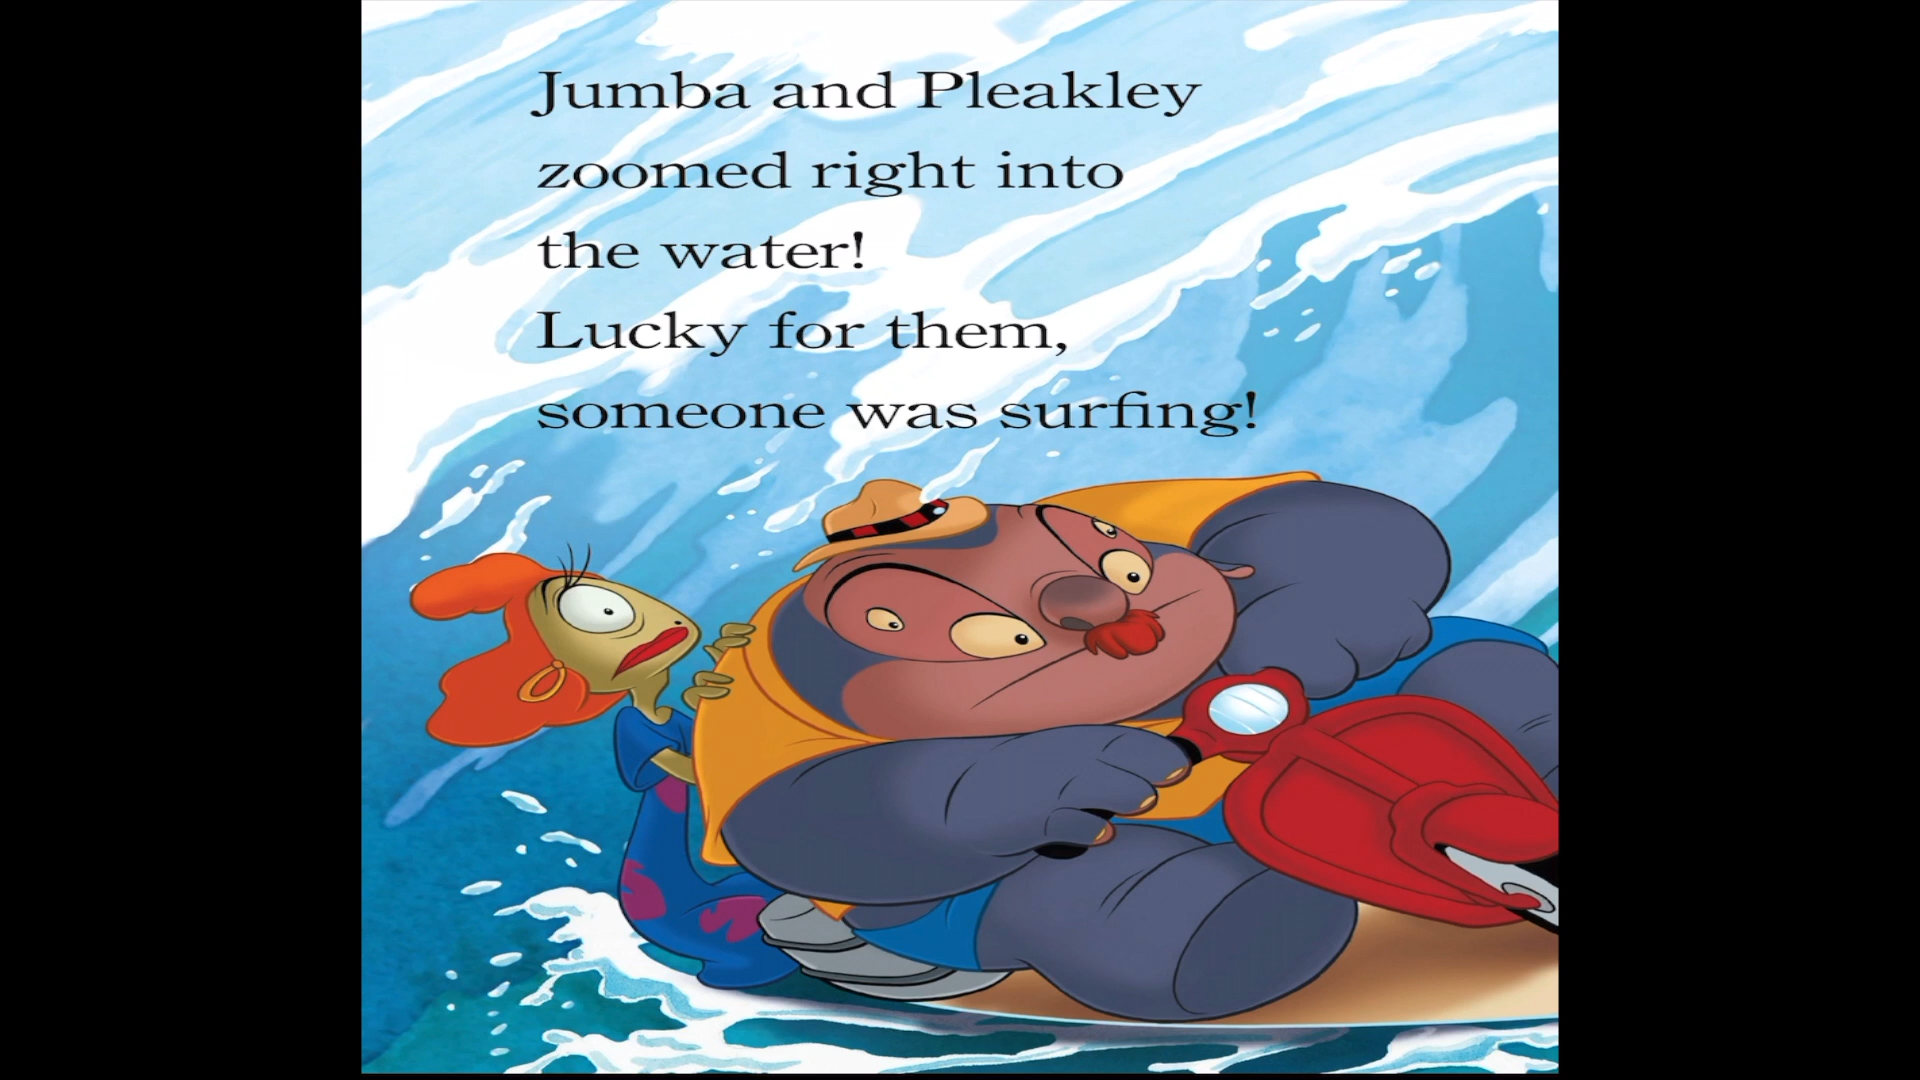 Jumba and Pleakley
zoomed right into
the water!
Lucky for them,
someone was surfing!